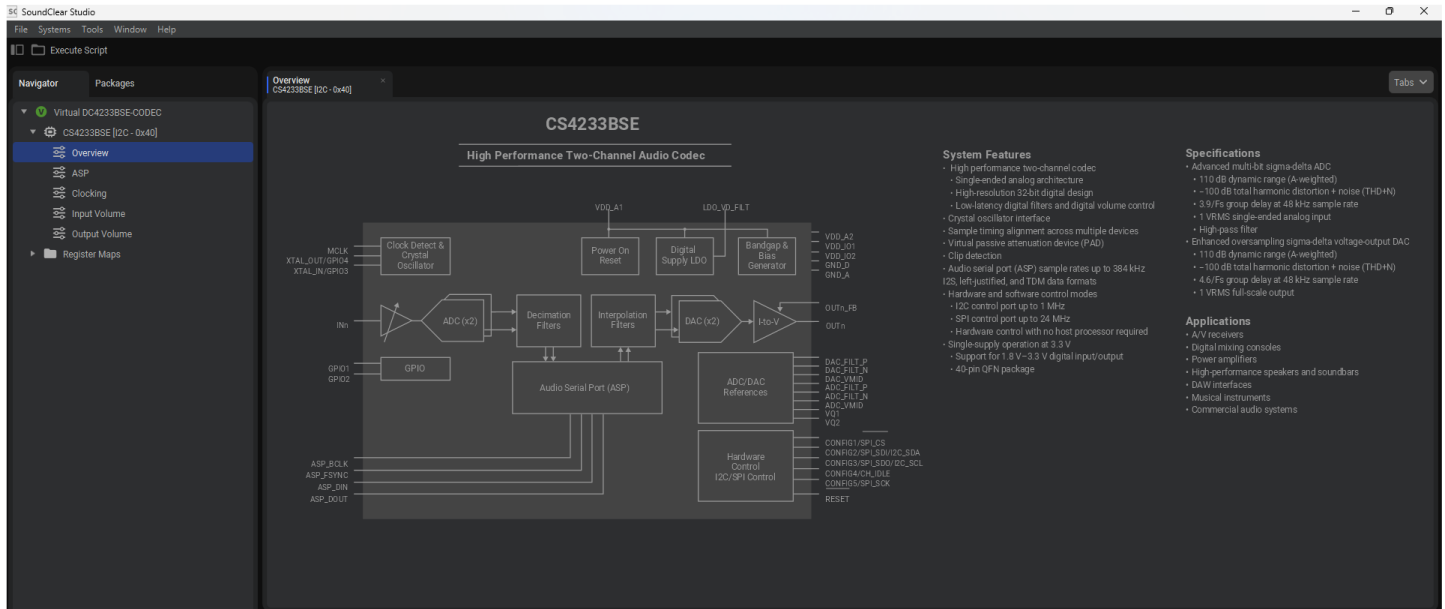 SC SoundClear Studio
File Systems Tools Window Help
Execute Script
Navigator Packages
Virtual DC4233BSE-CODEC
CS4233BSE [I2C - 0x40]
Overview
ASP
Clocking
Input Volume
Output Volume
Register Maps
Overview
CS4233BSE [I2C - 0x40]
Tabs
CS4233BSE
High Performance Two-Channel Audio Codec
VDD_A1
LDO_VD_FILT
MCLK
XTAL_OUT/GPIO4
XTAL_IN/GPIO3
Clock Detect &
Crystal
Oscillator
Power On
Reset
Digital
Supply LDO
Bandgap &
Bias
Generator
VDD_A2
VDD_IO1
VDD_IO2
GND_D
GND_A
INn
ADC (x2)
Decimation
Filters
Interpolation
Filters
DAC (x2)
I-to-V
OUTn_FB
OUTn
GPIO1
GPIO2
GPIO
Audio Serial Port (ASP)
ADC/DAC
References
DAC_FILT_P
DAC_FILT_N
DAC_VMID
ADC_FILT_P
ADC_FILT_N
ADC_VMID
VQ1
VQ2
Hardware
Control
I2C/SPI Control
CONFIG1/SPI_CS
CONFIG2/SPI_SDI/I2C_SDA
CONFIG3/SPI_SDO/I2C_SCL
CONFIG4/CH_IDLE
CONFIG5/SPI_SCK
RESET
ASP_BCLK
ASP_FSYNC
ASP_DIN
ASP_DOUT
System Features
• High performance two-channel codec
• Single-ended analog architecture
• High-resolution 32-bit digital design
• Low-latency digital filters and digital volume control
• Crystal oscillator interface
• Sample timing alignment across multiple devices
• Virtual passive attenuation device (PAD)
• Clip detection
• Audio serial port (ASP) sample rates up to 384 kHz
I2S, left-justified, and TDM data formats
• Hardware and software control modes
• I2C control port up to 1 MHz
• SPI control port up to 24 MHz
• Hardware control with no host processor required
• Single-supply operation at 3.3 V
• Support for 1.8 V–3.3 V digital input/output
• 40-pin QFN package
Specifications
• Advanced multi-bit sigma-delta ADC
• 110 dB dynamic range (A-weighted)
• −100 dB total harmonic distortion + noise (THD+N)
• 3.9/Fs group delay at 48 kHz sample rate
• 1 VRMS single-ended analog input
• High-pass filter
• Enhanced oversampling sigma-delta voltage-output DAC
• 110 dB dynamic range (A-weighted)
• −100 dB total harmonic distortion + noise (THD+N)
• 4.6/Fs group delay at 48 kHz sample rate
• 1 VRMS full-scale output
Applications
• A/V receivers
• Digital mixing consoles
• Power amplifiers
• High-performance speakers and soundbars
• DAW interfaces
• Musical instruments
• Commercial audio systems